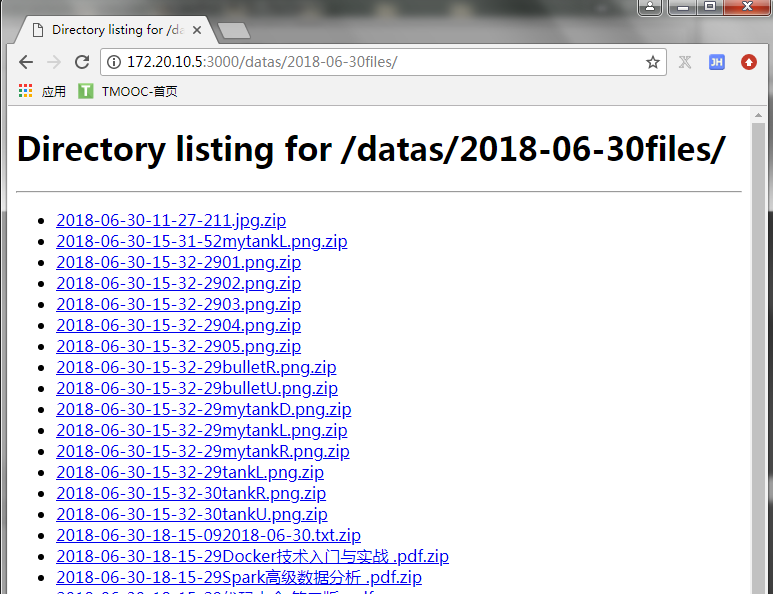 Directory listing for /da
172.20.10.5:3000/datas/2018-06-30files/
JH
应用 T TMOOC-首页
Directory listing for /datas/2018-06-30files/
2018-06-30-11-27-211.jpg.zip
2018-06-30-15-31-52mytankL.png.zip
2018-06-30-15-32-2901.png.zip
2018-06-30-15-32-2902.png.zip
2018-06-30-15-32-2903.png.zip
2018-06-30-15-32-2904.png.zip
2018-06-30-15-32-2905.png.zip
2018-06-30-15-32-29bulletR.png.zip
2018-06-30-15-32-29bulletU.png.zip
2018-06-30-15-32-29mytankD.png.zip
2018-06-30-15-32-29mytankL.png.zip
2018-06-30-15-32-29mytankR.png.zip
2018-06-30-15-32-29tankL.png.zip
2018-06-30-15-32-30tankR.png.zip
2018-06-30-15-32-30tankU.png.zip
2018-06-30-18-15-092018-06-30.txt.zip
2018-06-30-18-15-29Docker技术入门与实战 .pdf.zip
2018-06-30-18-15-29Spark高级数据分析 .pdf.zip